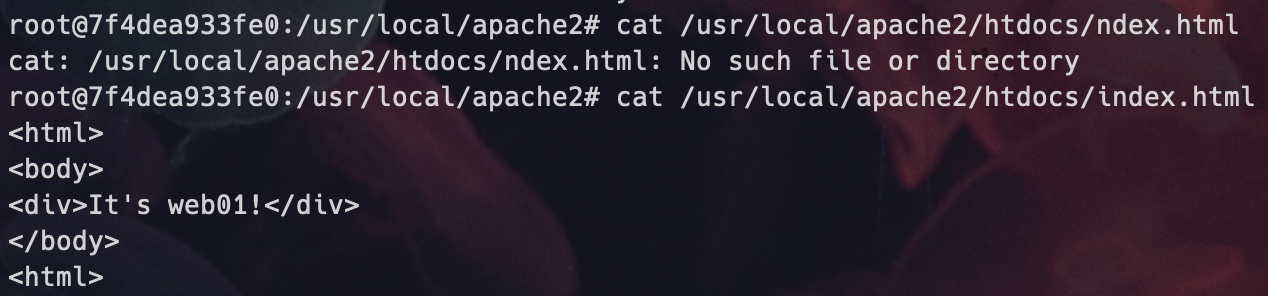 root@7f4dea933fe0:/usr/local/apache2# cat /usr/local/apache2/htdocs/ndex.html
cat: /usr/local/apache2/htdocs/ndex.html: No such file or directory
root@7f4dea933fe0:/usr/local/apache2# cat /usr/local/apache2/htdocs/index.html
<html>
<body>
<div>It's web01!</div>
</body>
<html>